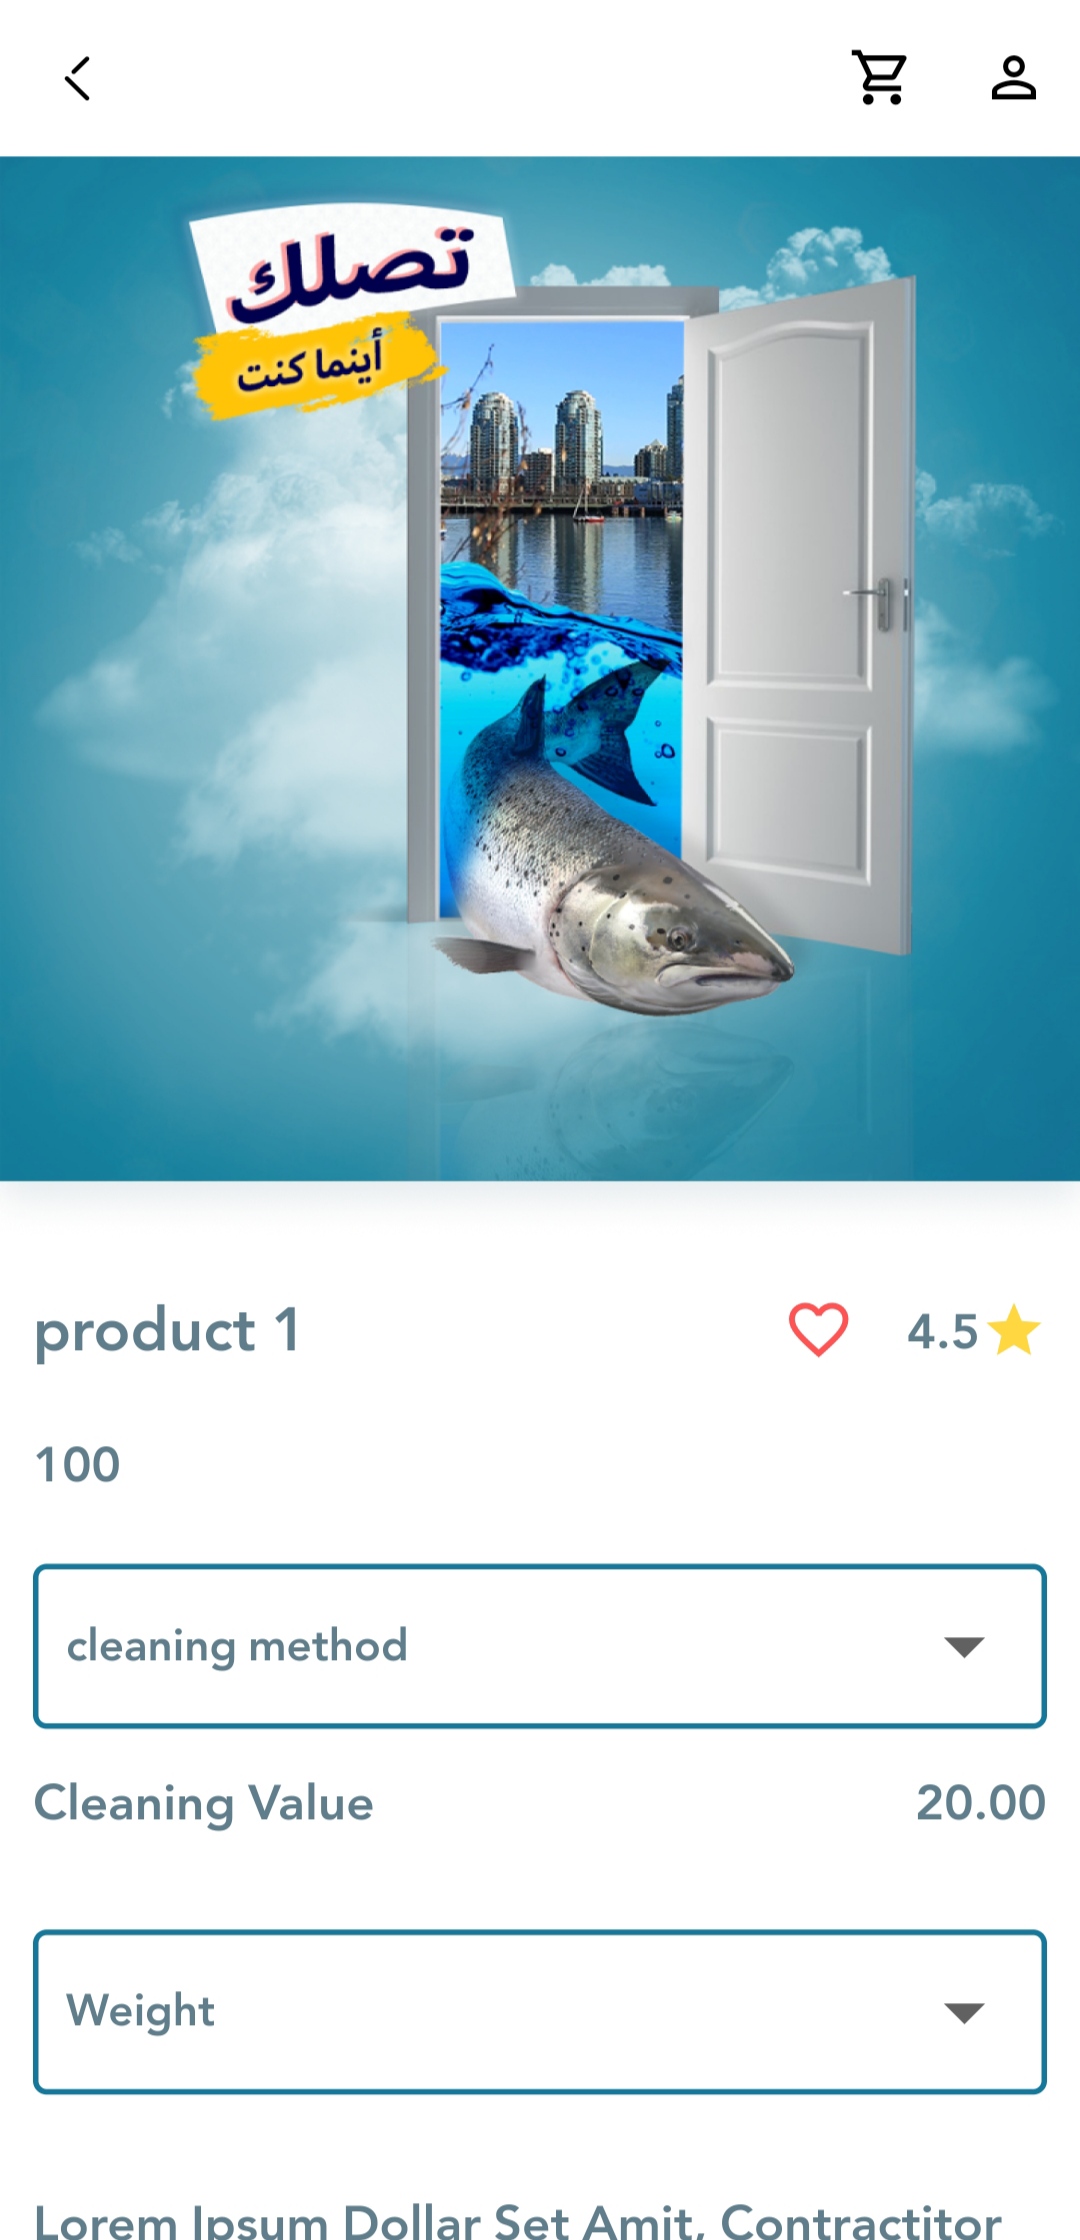 تصلك
أينما كنت
product 1
4.5
100
cleaning method
Cleaning Value 20.00
Weight
Lorem Ipsum Dollar Set Amit, Contractitor